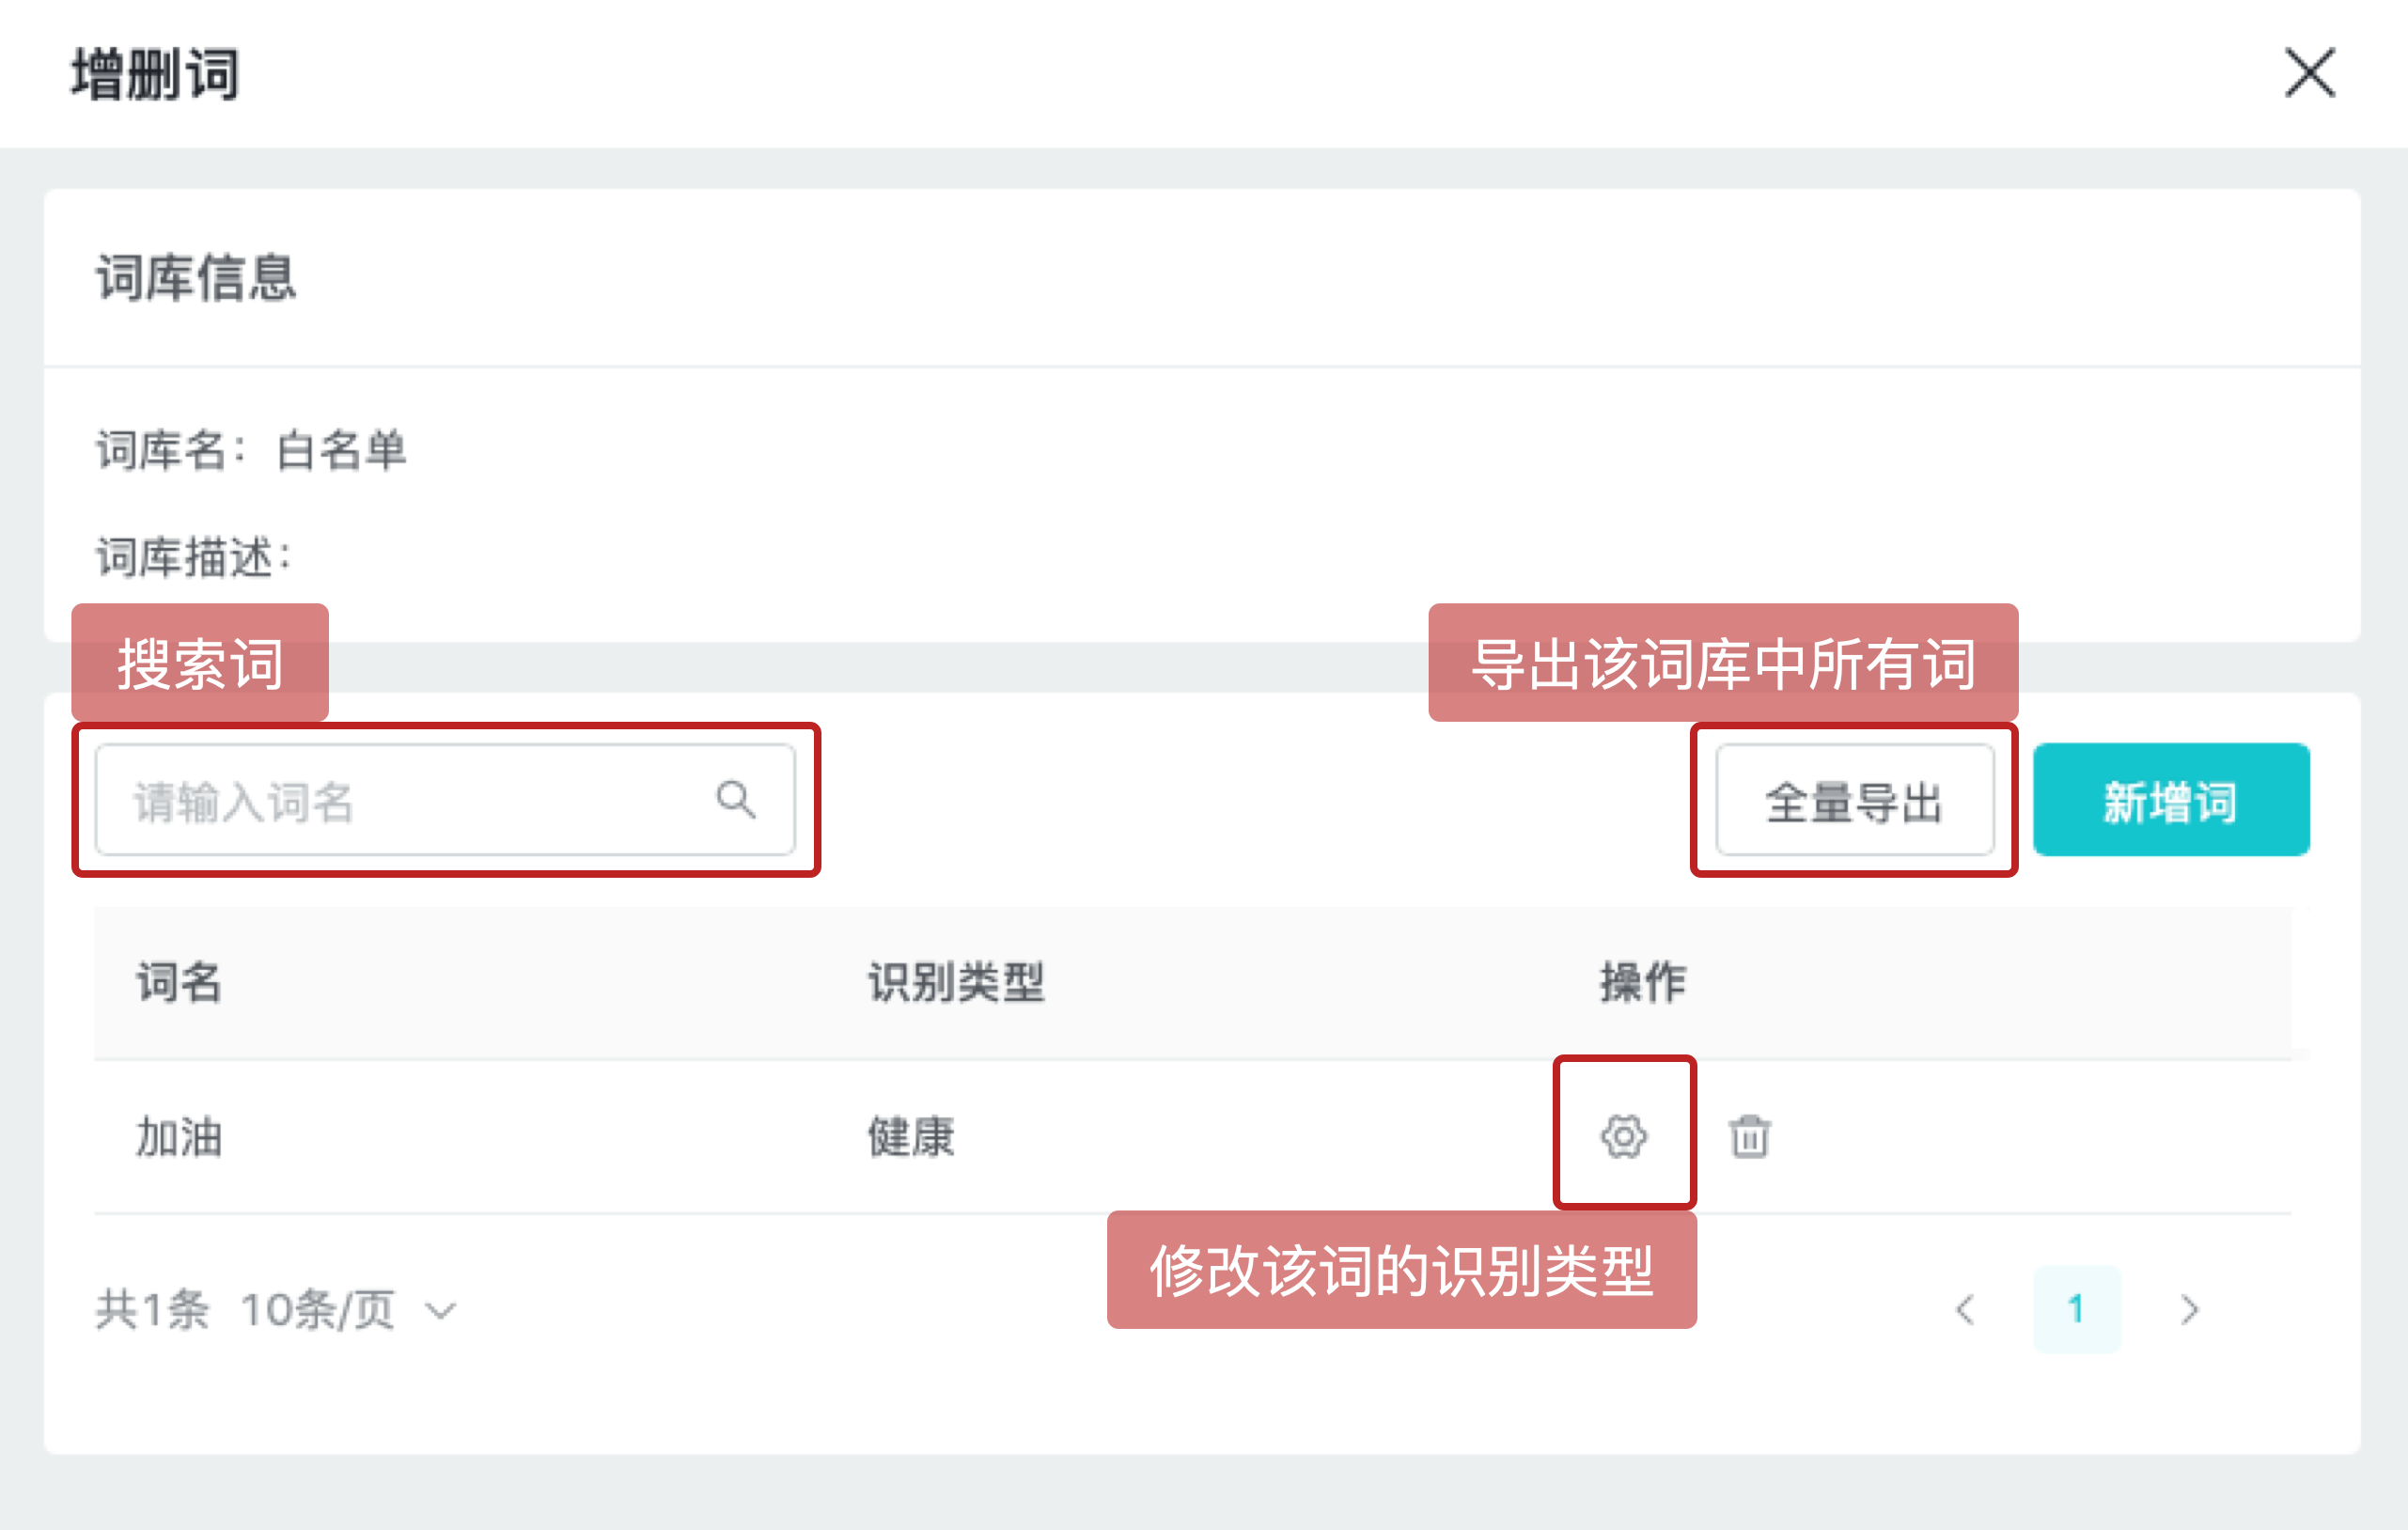 增删词
词库信息
词库名：白名单
词库描述：
搜索词
导出该词库中所有词
请输入词名
全量导出
新增词
词名 识别类型 操作
加油 健康
修改该词的识别类型
共1条 10条/页
1